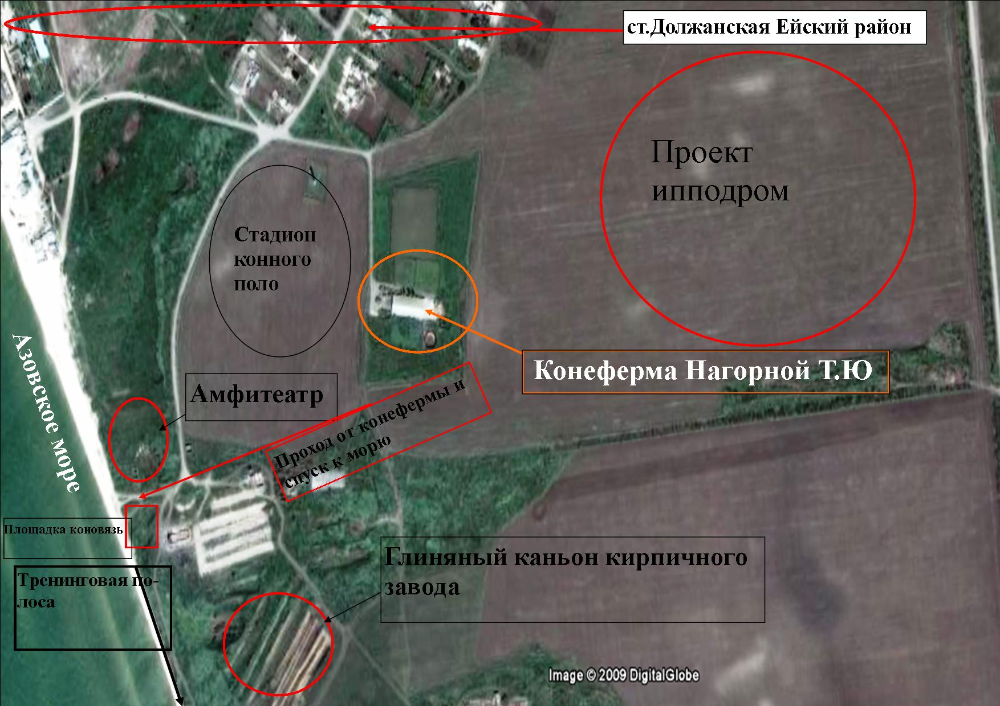 ст.Должанская Ейский район
Проект
ипподром
Стадион
конного
поло
Конеферма Нагорной Т.Ю
Азовское море
Амфитеатр
Проход от конефермы и
спуск к морю
Площадка коновязь
Тренинговая по-
лоса
Глиняный каньон кирпичного
завода
Image © 2009 DigitalGlobe